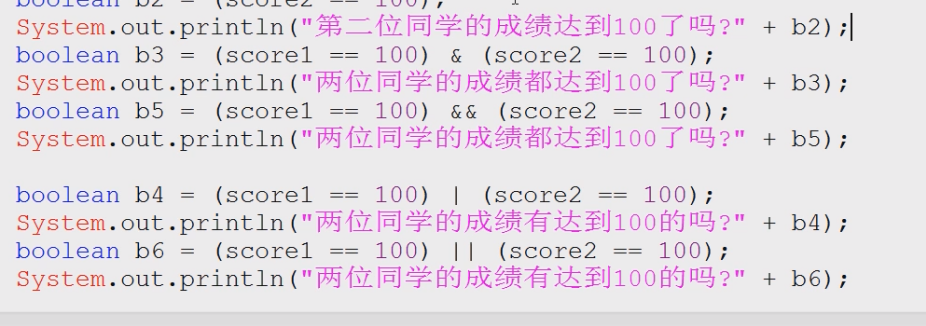 boolean b2 = (score2 == 100);
System.out.println("第二位同学的成绩达到100了吗?" + b2);
boolean b3 = (score1 == 100) & (score2 == 100);
System.out.println("两位同学的成绩都达到100了吗?" + b3);
boolean b5 = (score1 == 100) && (score2 == 100);
System.out.println("两位同学的成绩都达到100了吗?" + b5);
boolean b4 = (score1 == 100) | (score2 == 100);
System.out.println("两位同学的成绩有达到100的吗?" + b4);
boolean b6 = (score1 == 100) || (score2 == 100);
System.out.println("两位同学的成绩有达到100的吗?" + b6);